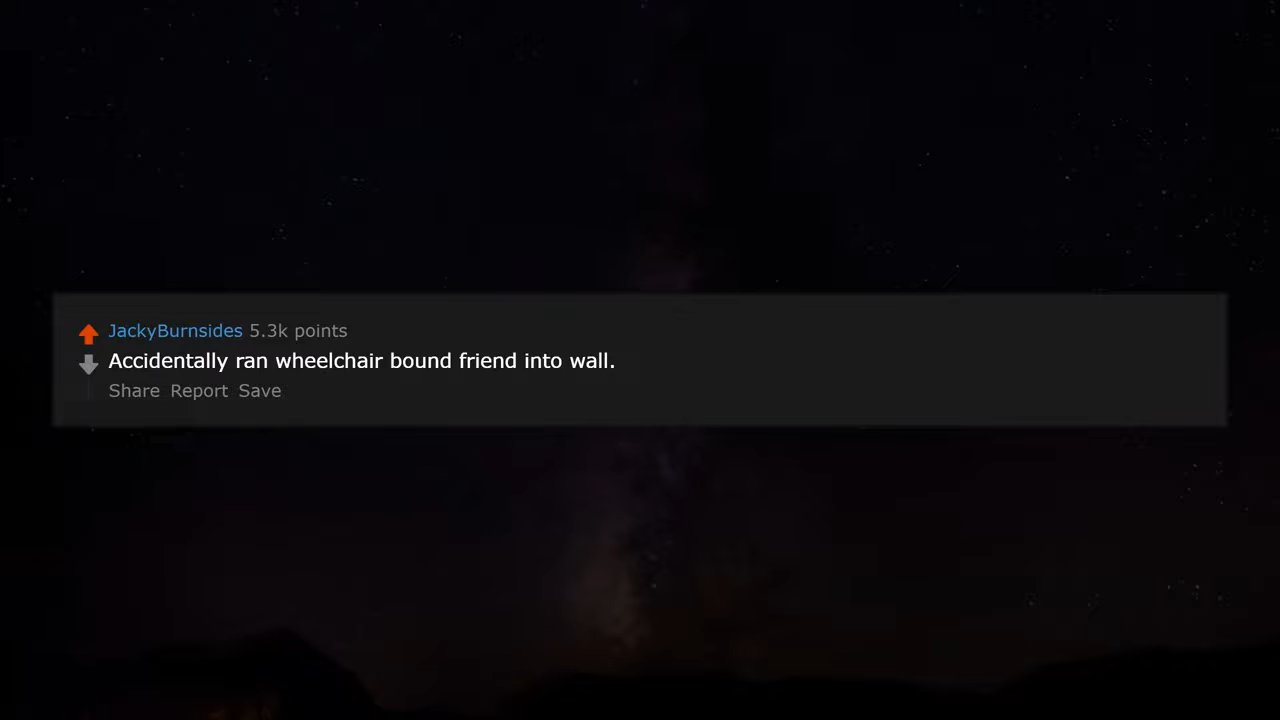 JackyBurnsides 5.3k points
Accidentally ran wheelchair bound friend into wall.
Share Report Save